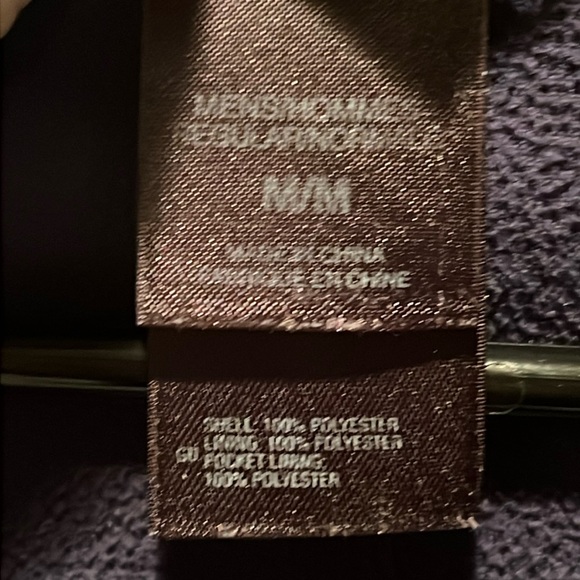 MENS/HOMMES
REGULAR/NORMALE
M/M
MADE IN CHINA
FABRIQUÉ EN CHINE
SHELL: 100% POLYESTER
LINING: 100% POLYESTER
POCKET LINING:
100% POLYESTER